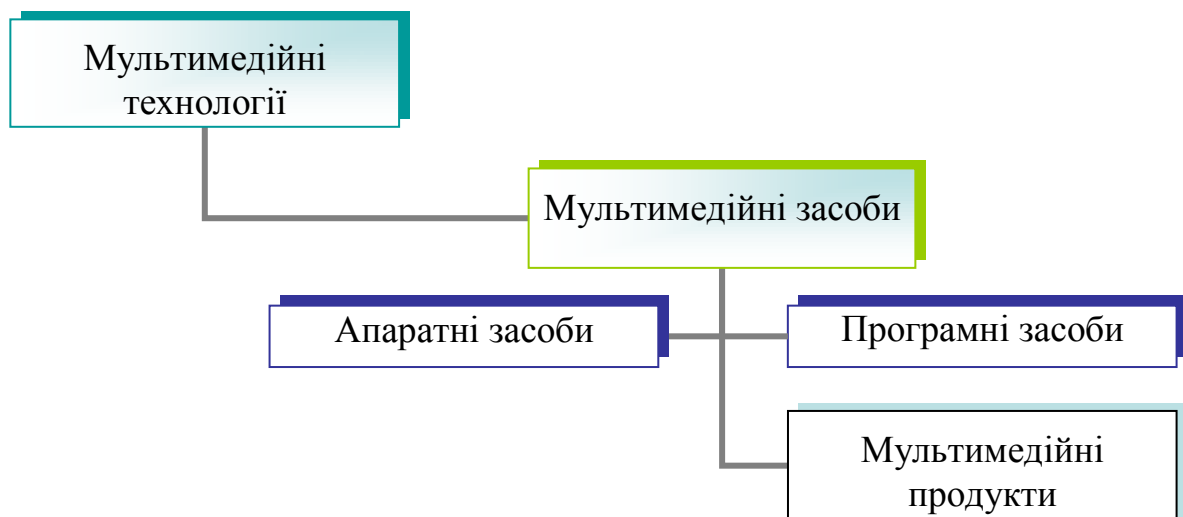 Мультимедійні
технології
Мультимедійні засоби
Апаратні засоби
Програмні засоби
Мультимедійні
продукти